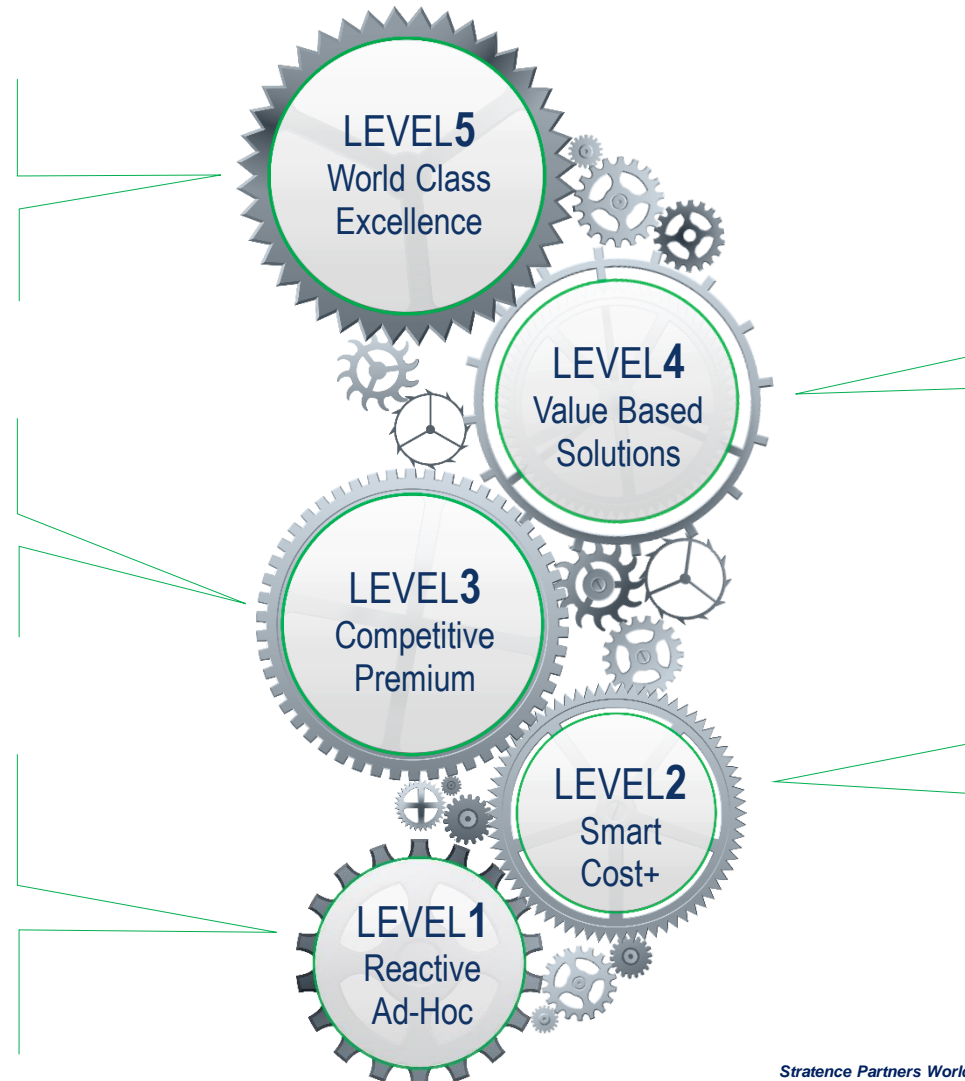 LEVEL5
World Class
Excellence
LEVEL4
Value Based
Solutions
LEVEL3
Competitive
Premium
LEVEL2
Smart
Cost+
LEVEL1
Reactive
Ad-Hoc
Stratence Partners World